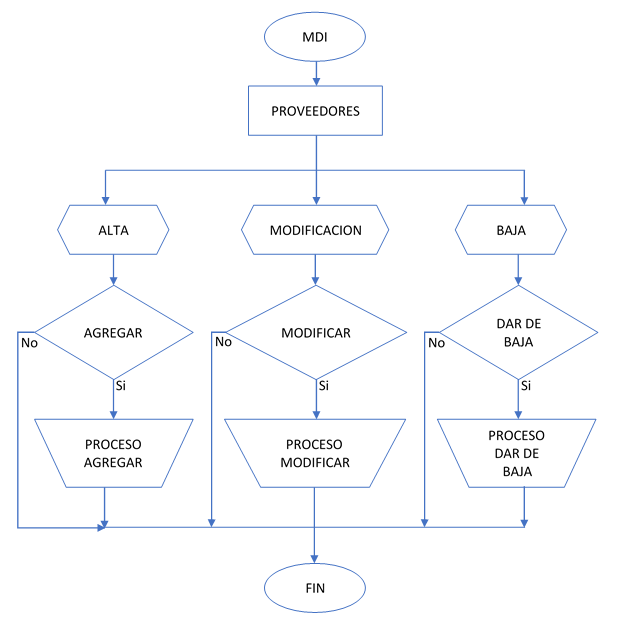 MDI
PROVEEDORES
ALTA
MODIFICACION
BAJA
AGREGAR
MODIFICAR
DAR DE
BAJA
No
No
No
Si
Si
Si
PROCESO
AGREGAR
PROCESO
MODIFICAR
PROCESO
DAR DE
BAJA
FIN